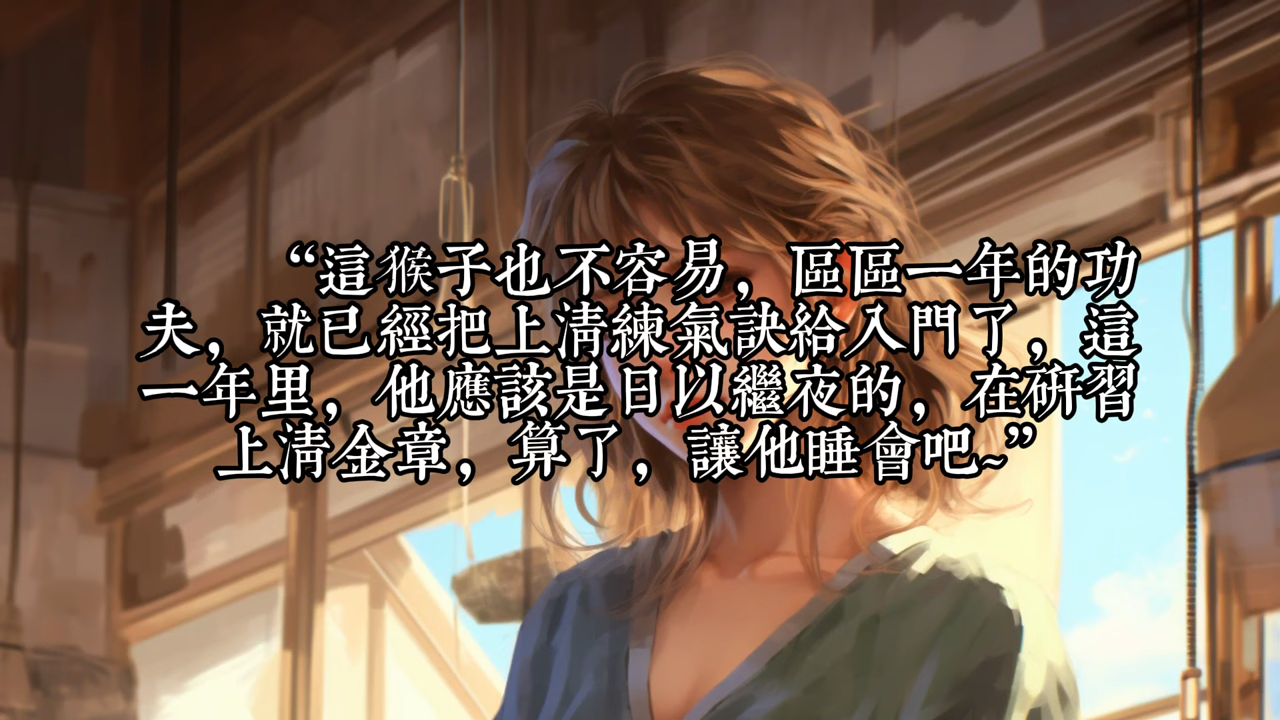 “這猴子也不容易，區區一年的功
夫，就已經把上清練氣訣給入門了，這
一年里，他應該是日以繼夜的，在研習
上清金章，算了，讓他睡會吧~”